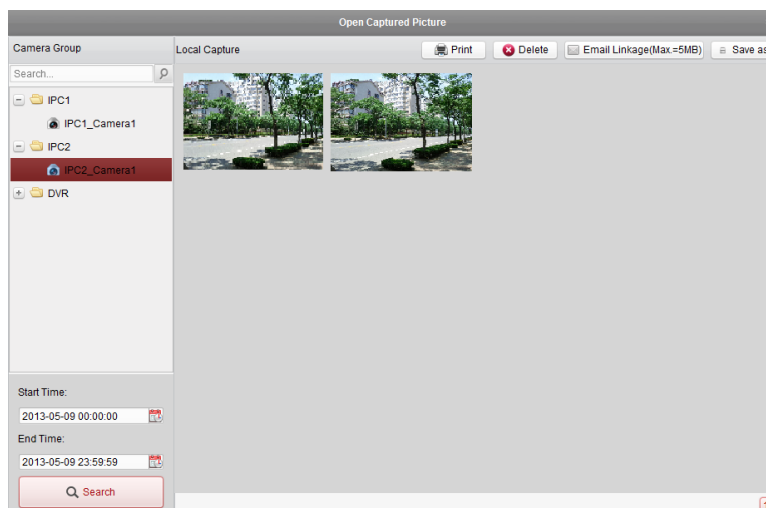 Open Captured Picture
Camera Group
Local Capture
Print
Delete
Email Linkage(Max.=5MB)
Save as
Search...
IPC1
IPC1_Camera1
IPC2
IPC2_Camera1
DVR
Start Time:
2013-05-09 00:00:00
End Time:
2013-05-09 23:59:59
Search